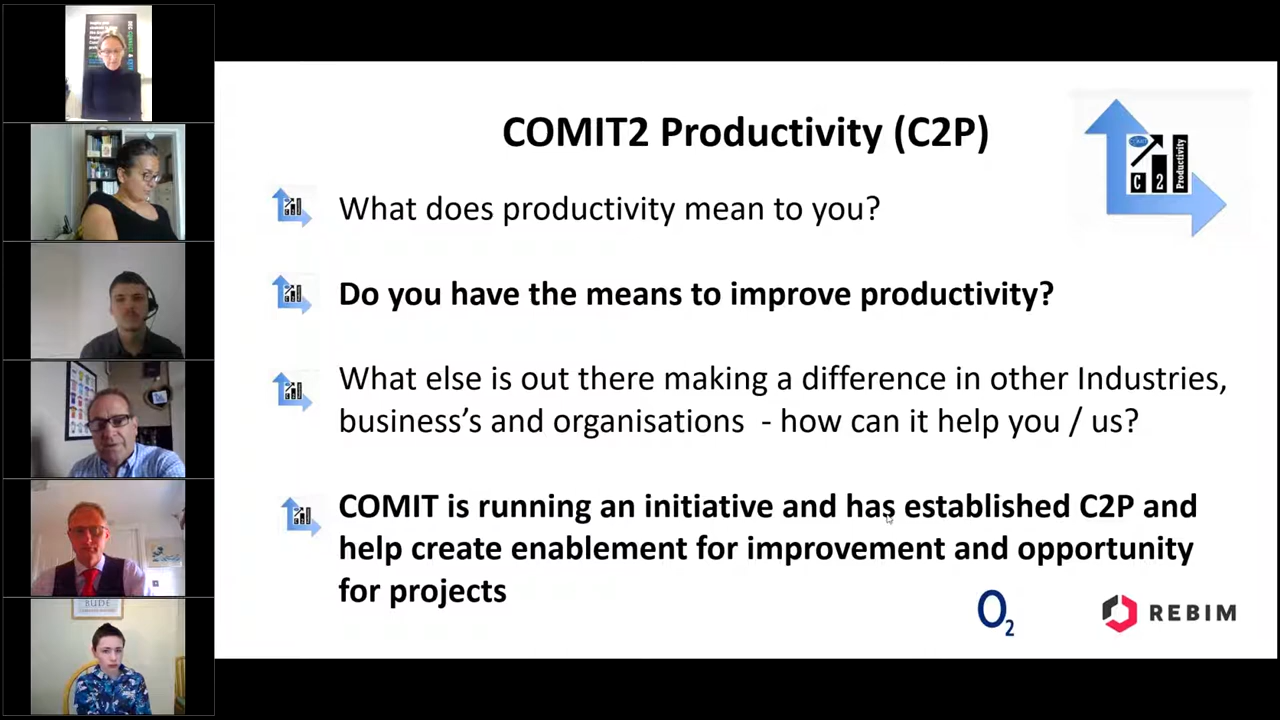 COMIT2 Productivity (C2P)
C 2 Productivity
What does productivity mean to you?
Do you have the means to improve productivity?
What else is out there making a difference in other Industries,
business's and organisations - how can it help you / us?
COMIT is running an initiative and has established C2P and
help create enablement for improvement and opportunity
for projects
O2
REBIM
BUDE